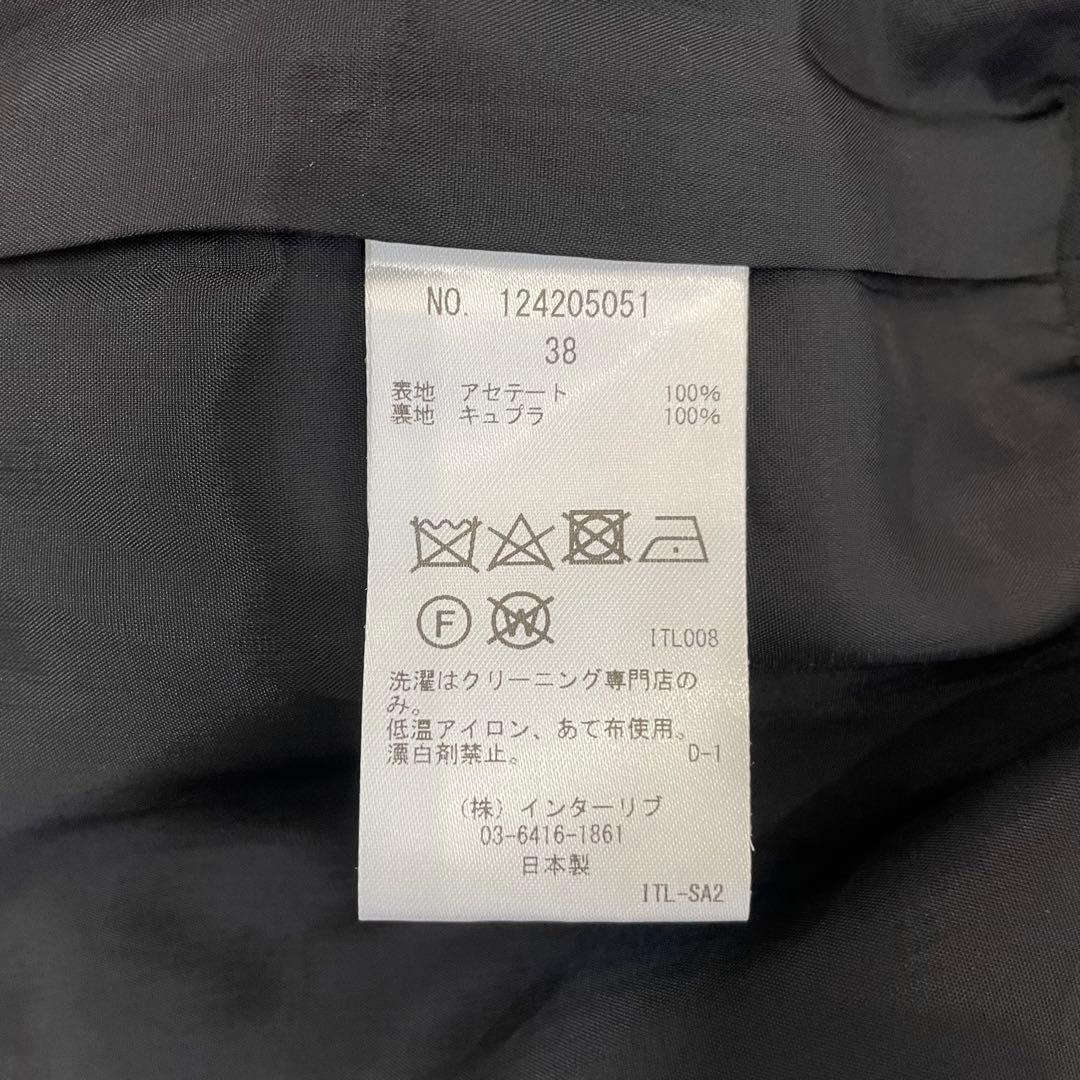 NO. 124205051
38
表地 アセテート 100%
裏地 キュプラ 100%
F W ITL008
洗濯はクリーニング専門店の
み。
低温アイロン、あて布使用。
漂白剤禁止。 D-1
(株)インターリブ
03-6416-1861
日本製
ITL-SA2